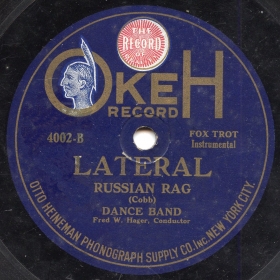 THE
RECORD
OF
OKEH
RECORD
4002-B
FOX TROT
Instrumental
LATERAL
RUSSIAN RAG
(Cobb)
DANCE BAND
Fred W. Hager, Conductor
OTTO HEINEMAN PHONOGRAPH SUPPLY CO. INC. NEW YORK CITY.